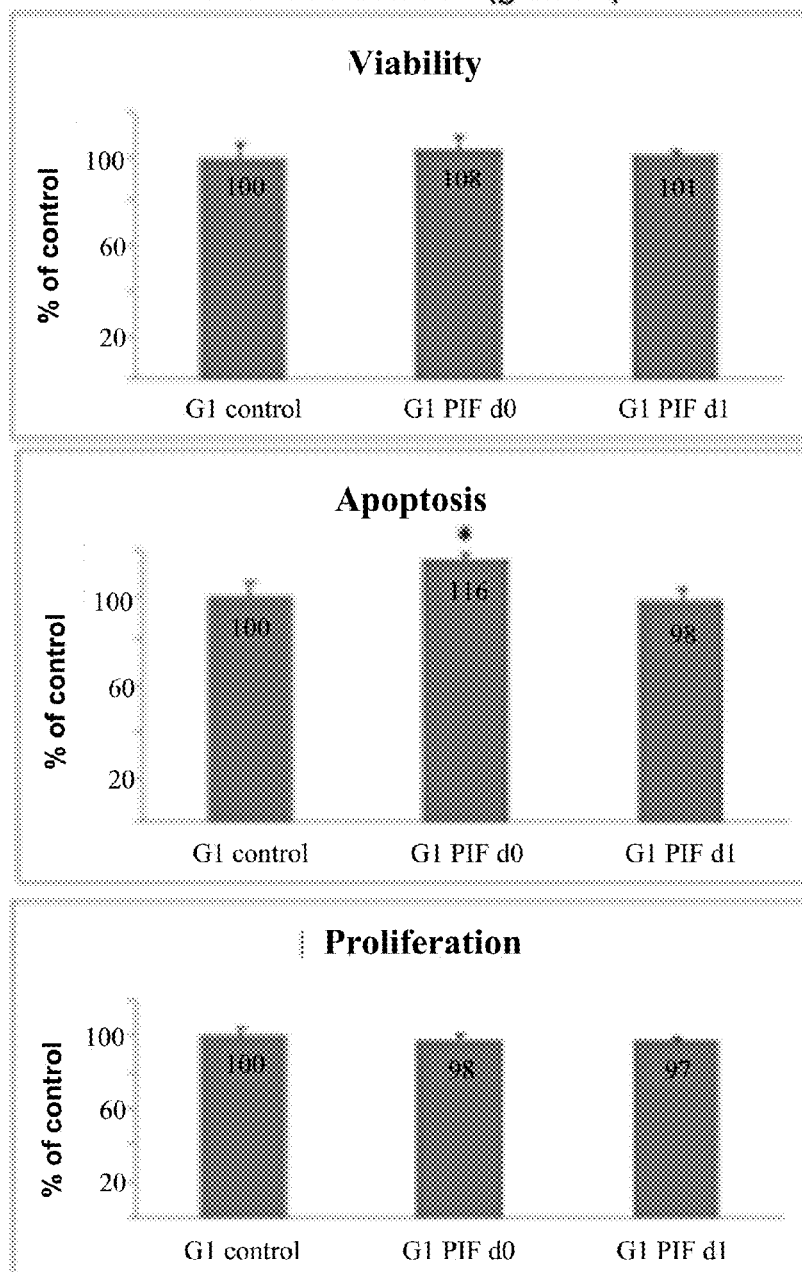 Viability
% of control
100
60
20
100
108
101
G1 control G1 PIF d0 G1 PIF d1
Apoptosis
*
% of control
100
60
20
100
116
98
G1 control G1 PIF d0 G1 PIF d1
Proliferation
% of control
100
60
20
100
98
97
G1 control G1 PIF d0 G1 PIF d1